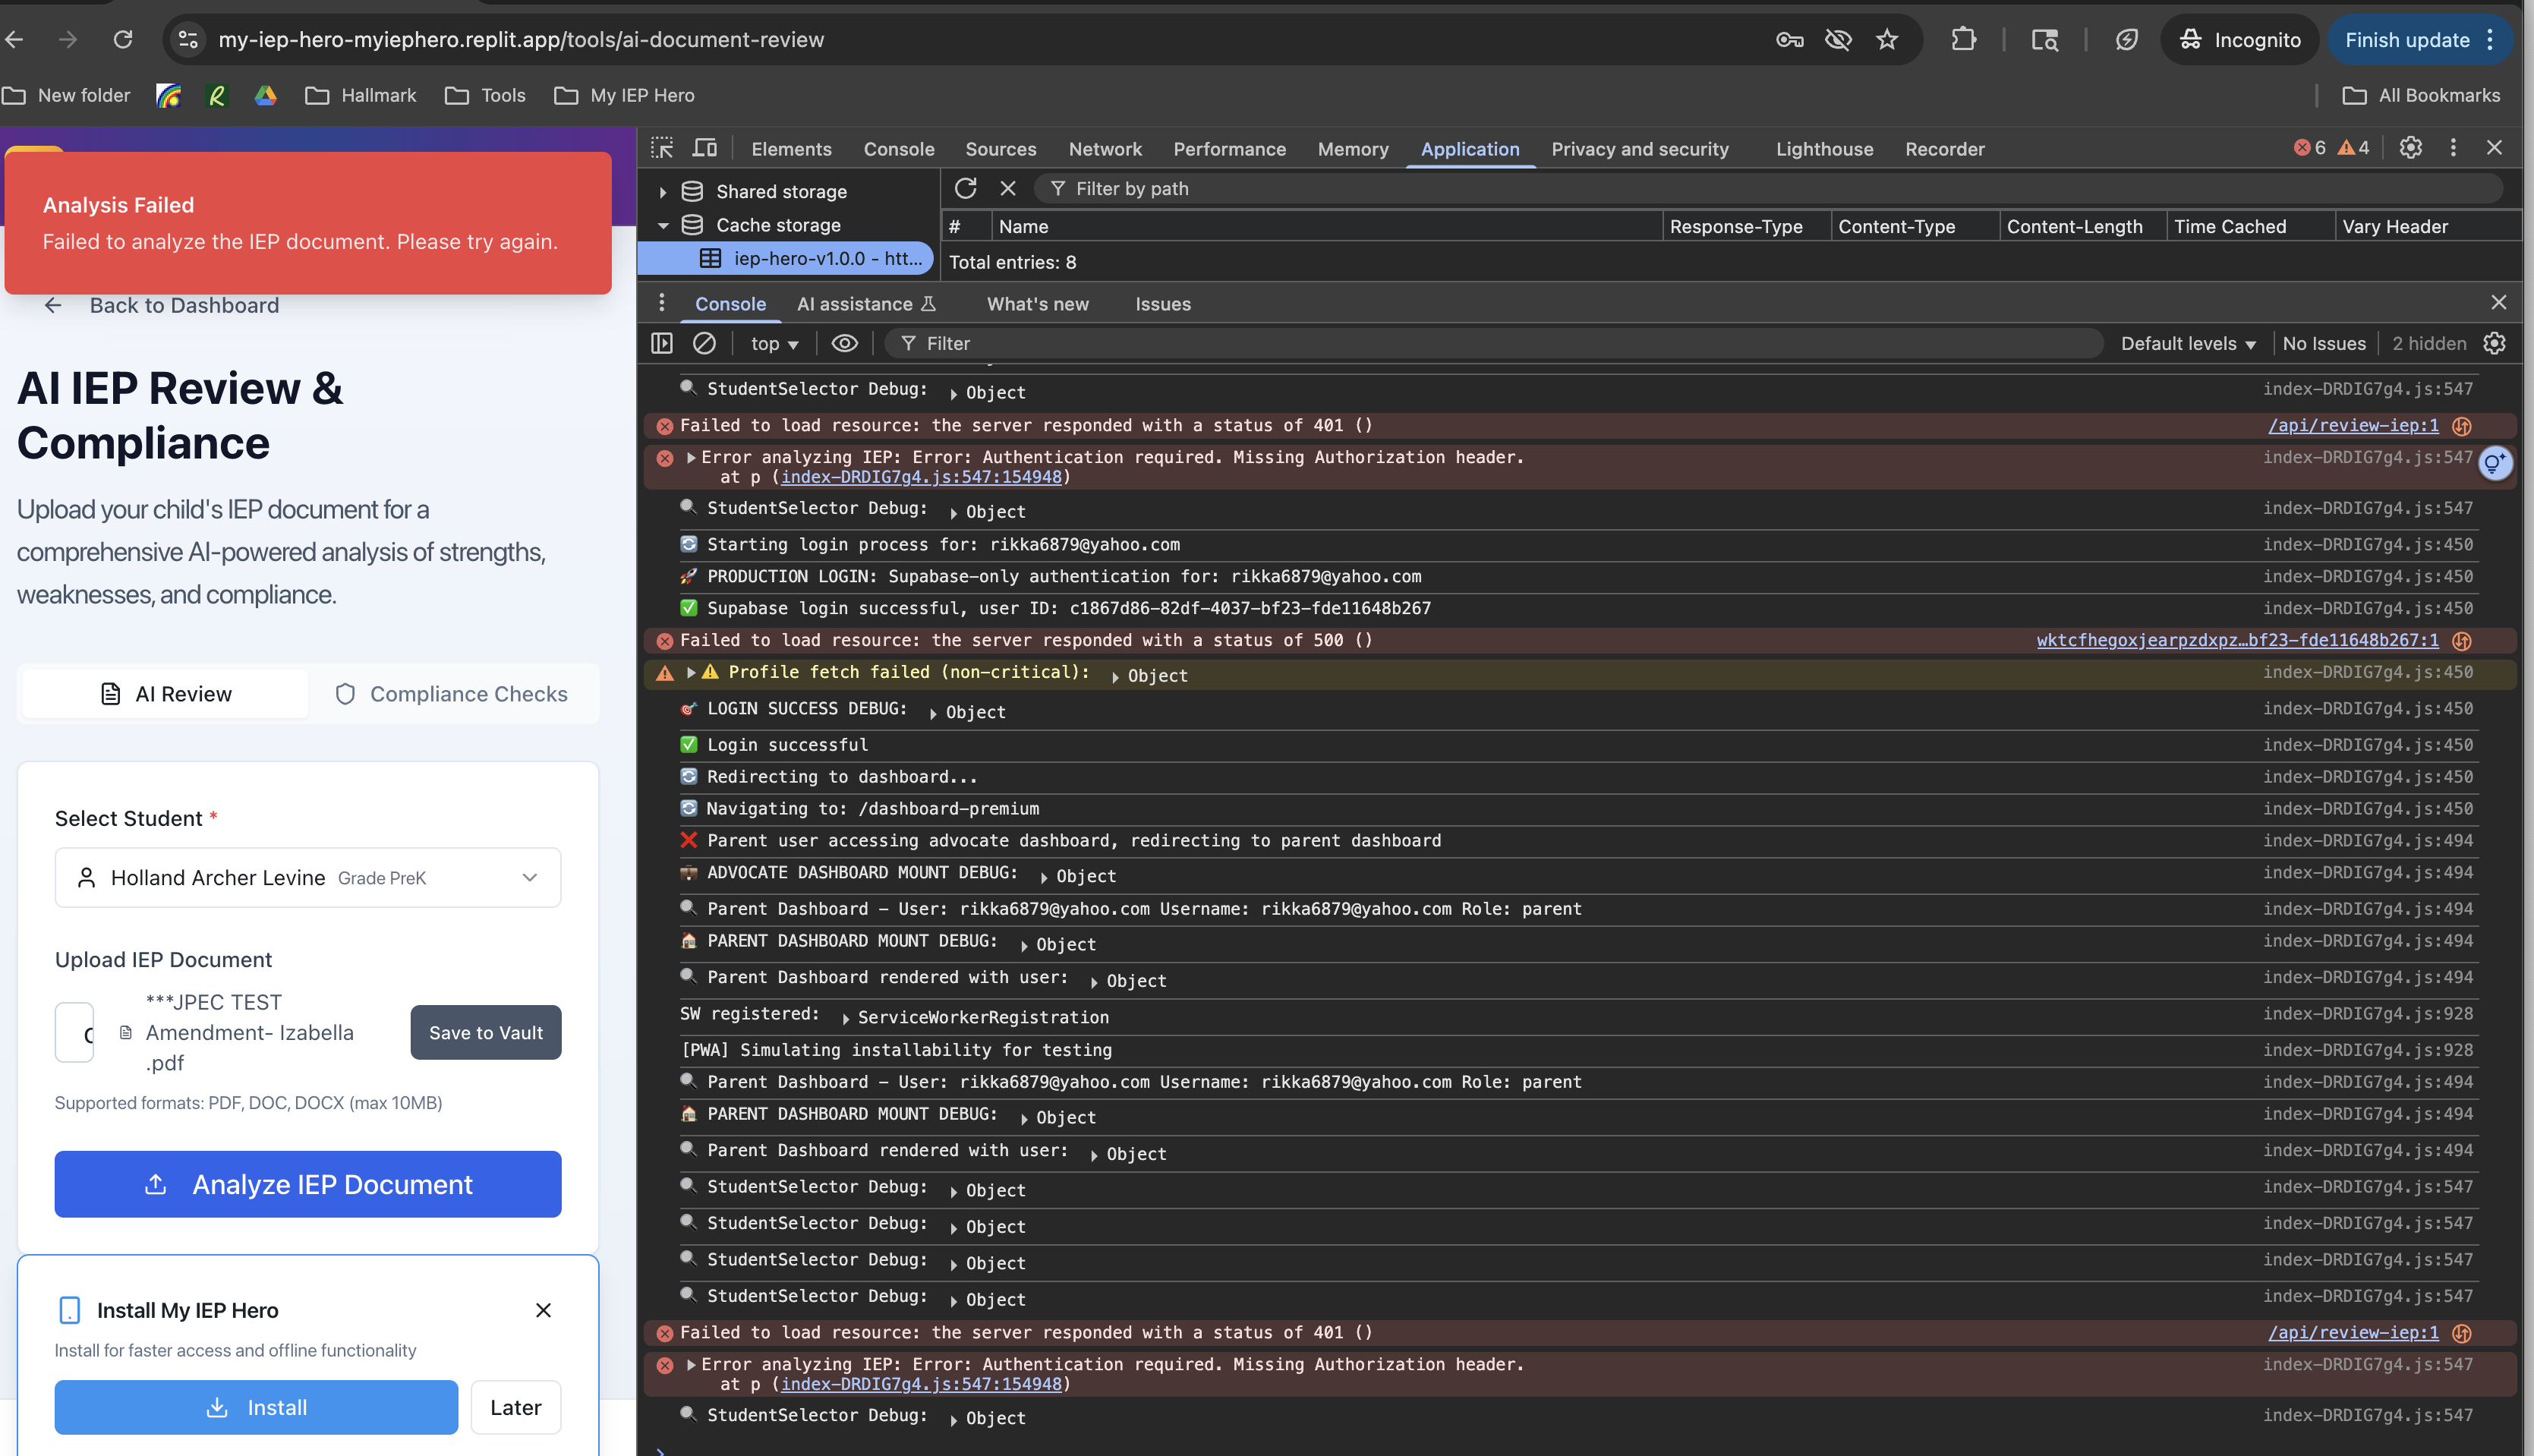 my-iep-hero-myiephero.replit.app/tools/ai-document-review
Incognito
Finish update
New folder
Hallmark
Tools
My IEP Hero
All Bookmarks
Analysis Failed
Failed to analyze the IEP document. Please try again.
Back to Dashboard
AI IEP Review &
Compliance
Upload your child's IEP document for a
comprehensive AI-powered analysis of strengths,
weaknesses, and compliance.
AI Review
Compliance Checks
Select Student *
Holland Archer Levine Grade PreK
Upload IEP Document
***JPEC TEST
Amendment- Izabella
.pdf
Save to Vault
Supported formats: PDF, DOC, DOCX (max 10MB)
Analyze IEP Document
Install My IEP Hero
Install for faster access and offline functionality
Install
Later
Elements Console Sources Network Performance Memory Application Privacy and security Lighthouse Recorder 6 4
Shared storage
Cache storage
iep-hero-v1.0.0 - htt...
Filter by path
# Name Response-Type Content-Type Content-Length Time Cached Vary Header
Total entries: 8
Console AI assistance What's new Issues
top Filter Default levels No Issues 2 hidden
StudentSelector Debug: Object index-DRDIG7g4.js:547
Failed to load resource: the server responded with a status of 401 () /api/review-iep:1
Error analyzing IEP: Error: Authentication required. Missing Authorization header. index-DRDIG7g4.js:547
at p (index-DRDIG7g4.js:547:154948)
StudentSelector Debug: Object index-DRDIG7g4.js:547
Starting login process for: rikka6879@yahoo.com index-DRDIG7g4.js:450
PRODUCTION LOGIN: Supabase-only authentication for: rikka6879@yahoo.com index-DRDIG7g4.js:450
Supabase login successful, user ID: c1867d86-82df-4037-bf23-fde11648b267 index-DRDIG7g4.js:450
Failed to load resource: the server responded with a status of 500 () wktcfhegoxjearpzdxpz…bf23-fde11648b267:1
Profile fetch failed (non-critical): Object index-DRDIG7g4.js:450
LOGIN SUCCESS DEBUG: Object index-DRDIG7g4.js:450
Login successful index-DRDIG7g4.js:450
Redirecting to dashboard... index-DRDIG7g4.js:450
Navigating to: /dashboard-premium index-DRDIG7g4.js:450
Parent user accessing advocate dashboard, redirecting to parent dashboard index-DRDIG7g4.js:494
ADVOCATE DASHBOARD MOUNT DEBUG: Object index-DRDIG7g4.js:494
Parent Dashboard - User: rikka6879@yahoo.com Username: rikka6879@yahoo.com Role: parent index-DRDIG7g4.js:494
PARENT DASHBOARD MOUNT DEBUG: Object index-DRDIG7g4.js:494
Parent Dashboard rendered with user: Object index-DRDIG7g4.js:494
SW registered: ServiceWorkerRegistration index-DRDIG7g4.js:928
[PWA] Simulating installability for testing index-DRDIG7g4.js:928
Parent Dashboard - User: rikka6879@yahoo.com Username: rikka6879@yahoo.com Role: parent index-DRDIG7g4.js:494
PARENT DASHBOARD MOUNT DEBUG: Object index-DRDIG7g4.js:494
Parent Dashboard rendered with user: Object index-DRDIG7g4.js:494
StudentSelector Debug: Object index-DRDIG7g4.js:547
StudentSelector Debug: Object index-DRDIG7g4.js:547
StudentSelector Debug: Object index-DRDIG7g4.js:547
StudentSelector Debug: Object index-DRDIG7g4.js:547
Failed to load resource: the server responded with a status of 401 () /api/review-iep:1
Error analyzing IEP: Error: Authentication required. Missing Authorization header. index-DRDIG7g4.js:547
at p (index-DRDIG7g4.js:547:154948)
StudentSelector Debug: Object index-DRDIG7g4.js:547